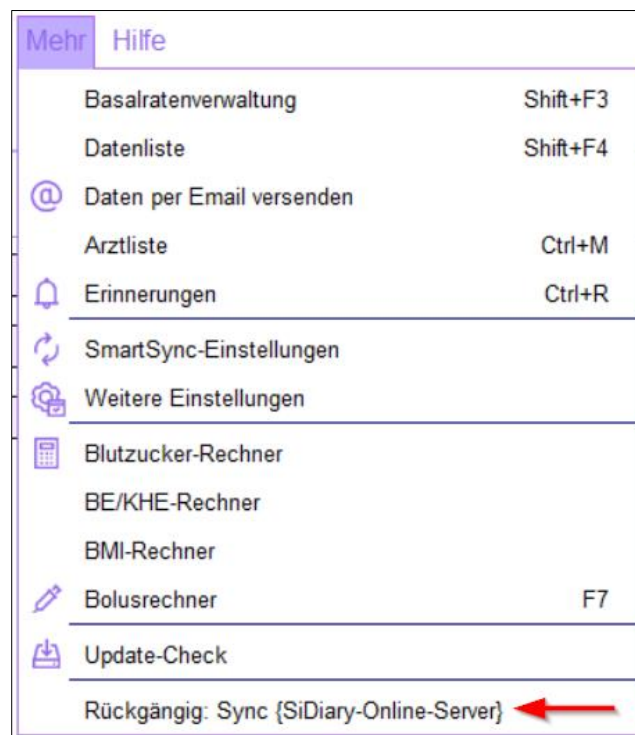 Mehr Hilfe
Basalratenverwaltung Shift+F3
Datenliste Shift+F4
@ Daten per Email versenden
Arztliste Ctrl+M
Erinnerungen Ctrl+R
SmartSync-Einstellungen
Weitere Einstellungen
Blutzucker-Rechner
BE/KHE-Rechner
BMI-Rechner
Bolusrechner F7
Update-Check
Rückgängig: Sync {SiDiary-Online-Server}